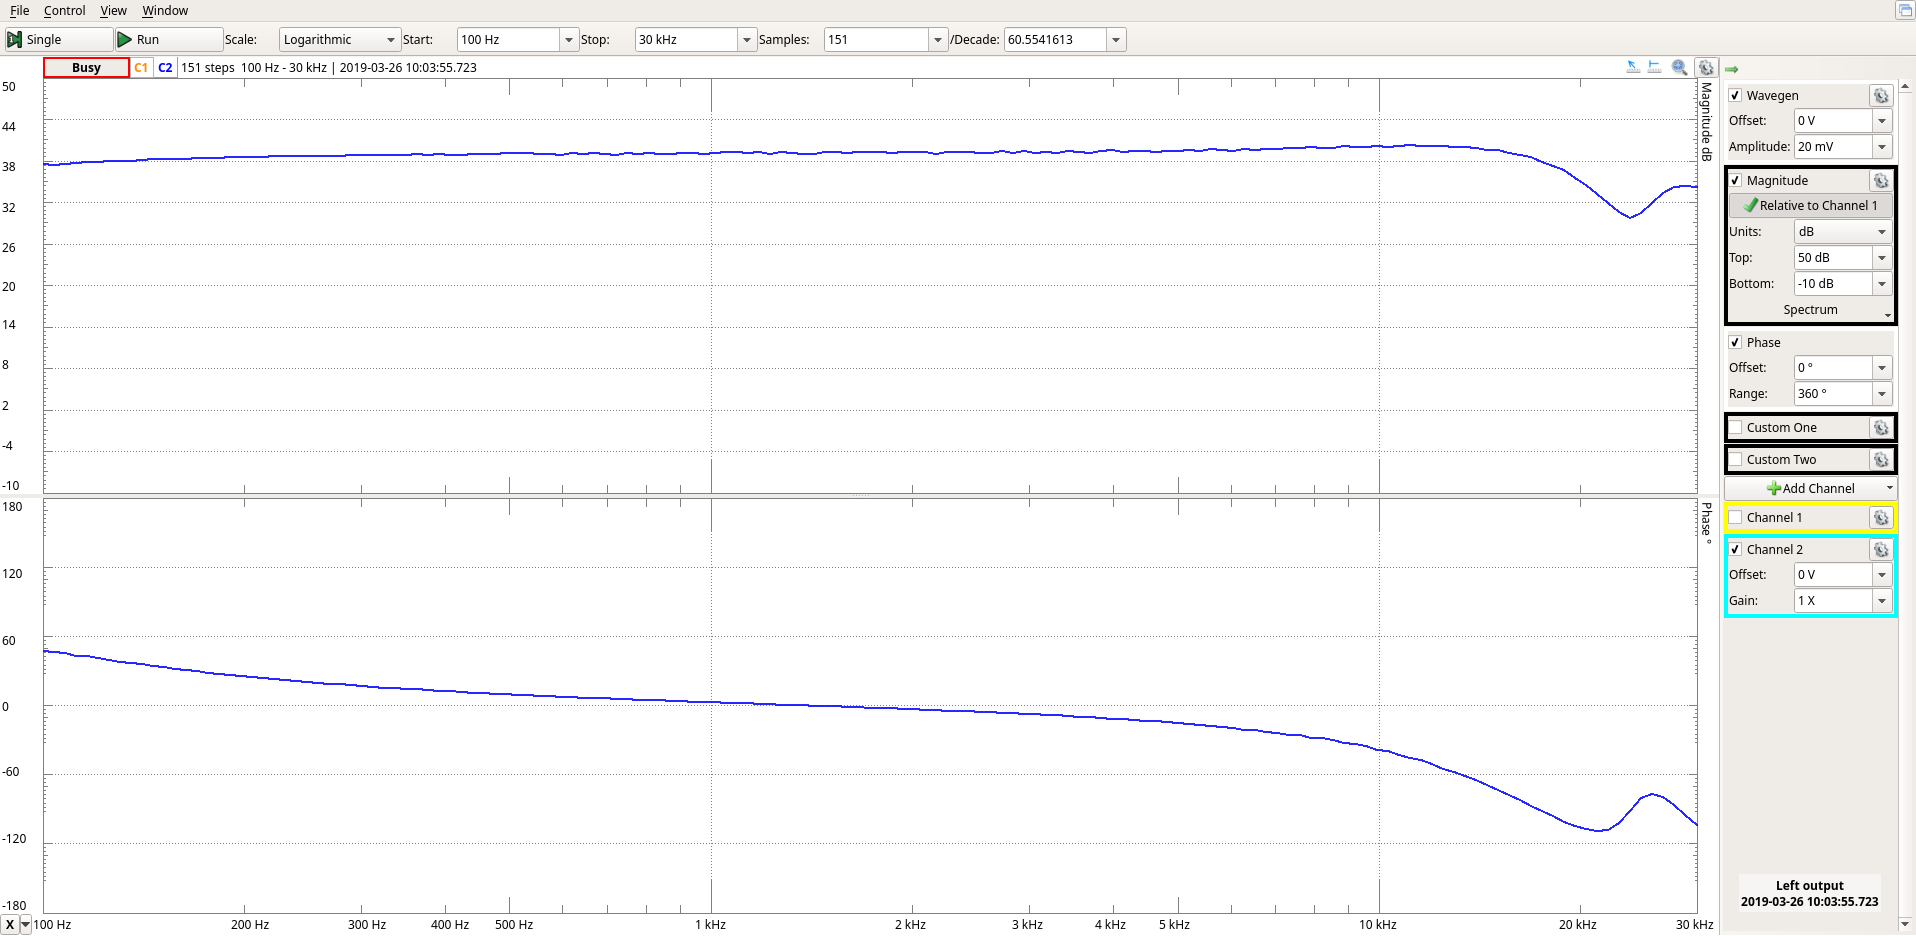 File Control View Window
Single Run Scale: Logarithmic Start: 100 Hz Stop: 30 kHz Samples: 151 /Decade: 60.5541613
Busy C1 C2 151 steps 100 Hz - 30 kHz | 2019-03-26 10:03:55.723
50
44
38
32
26
20
14
8
2
-4
-10
Magnitude dB
180
120
60
0
-60
-120
-180
Phase °
X 100 Hz 200 Hz 300 Hz 400 Hz 500 Hz 1 kHz 2 kHz 3 kHz 4 kHz 5 kHz 10 kHz 20 kHz 30 kHz
Wavegen
Offset: 0 V
Amplitude: 20 mV
Magnitude
Relative to Channel 1
Units: dB
Top: 50 dB
Bottom: -10 dB
Spectrum
Phase
Offset: 0 °
Range: 360 °
Custom One
Custom Two
Add Channel
Channel 1
Channel 2
Offset: 0 V
Gain: 1 X
Left output
2019-03-26 10:03:55.723